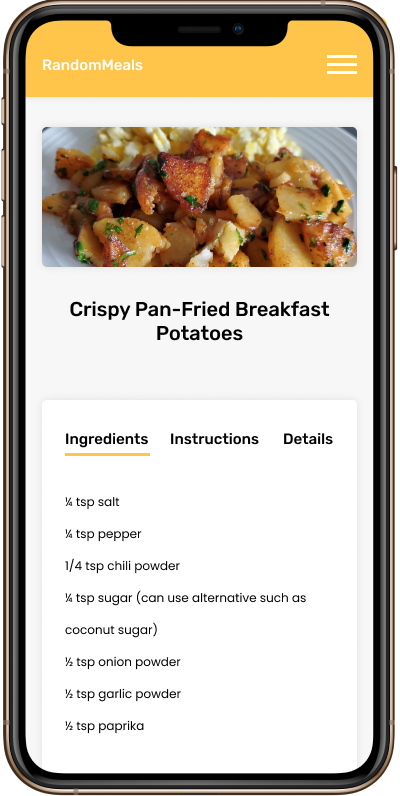 RandomMeals
Crispy Pan-Fried Breakfast
Potatoes
Ingredients Instructions Details
¼ tsp salt
¼ tsp pepper
1/4 tsp chili powder
¼ tsp sugar (can use alternative such as
coconut sugar)
½ tsp onion powder
½ tsp garlic powder
½ tsp paprika